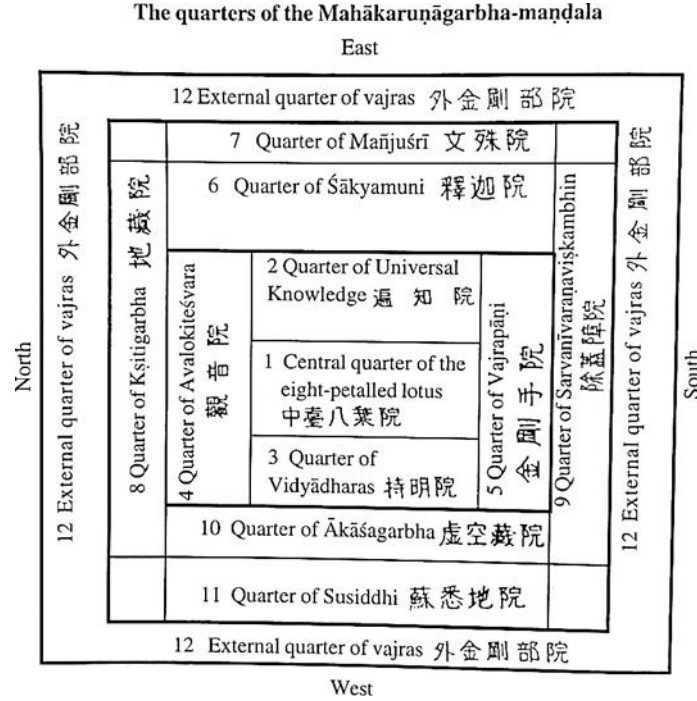 The quarters of the Mahākaruṇāgarbha-maṇḍala
East
12 External quarter of vajras 外金剛部院
7 Quarter of Mañjuśrī 文殊院
6 Quarter of Śākyamuni 釋迦院
North
12 External quarter of vajras 外金剛部院
8 Quarter of Kṣitigarbha 地藏院
4 Quarter of Avalokiteśvara
觀音院
2 Quarter of Universal
Knowledge 遍知院
1 Central quarter of the
eight-petalled lotus
中臺八葉院
3 Quarter of
Vidyādharas 持明院
5 Quarter of Vajrapāṇi
金剛手院
9 Quarter of Sarvanīvaraṇaviṣkambhin
除蓋障院
12 External quarter of vajras 外金剛部院
South
10 Quarter of Ākāśagarbha 虚空藏院
11 Quarter of Susiddhi 蘇悉地院
12 External quarter of vajras 外金剛部院
West